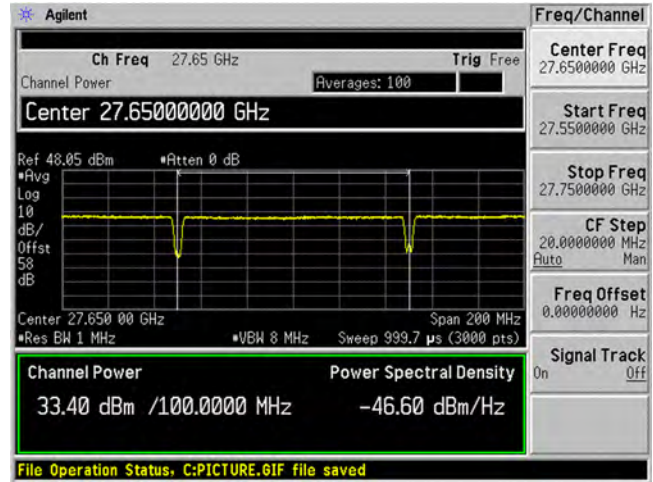 Agilent
Freq/Channel
Ch Freq 27.65 GHz Trig Free
Channel Power Averages: 100
Center 27.65000000 GHz
Ref 48.05 dBm #Atten 0 dB
#Avg
Log
10
dB/
Offst
58
dB
Center 27.650 00 GHz Span 200 MHz
#Res BW 1 MHz #VBW 8 MHz Sweep 999.7 µs (3000 pts)
Channel Power Power Spectral Density
33.40 dBm /100.0000 MHz -46.60 dBm/Hz
File Operation Status, C:PICTURE.GIF file saved
Center Freq
27.6500000 GHz
Start Freq
27.5500000 GHz
Stop Freq
27.7500000 GHz
CF Step
20.0000000 MHz
Auto Man
Freq Offset
0.00000000 Hz
Signal Track
On Off